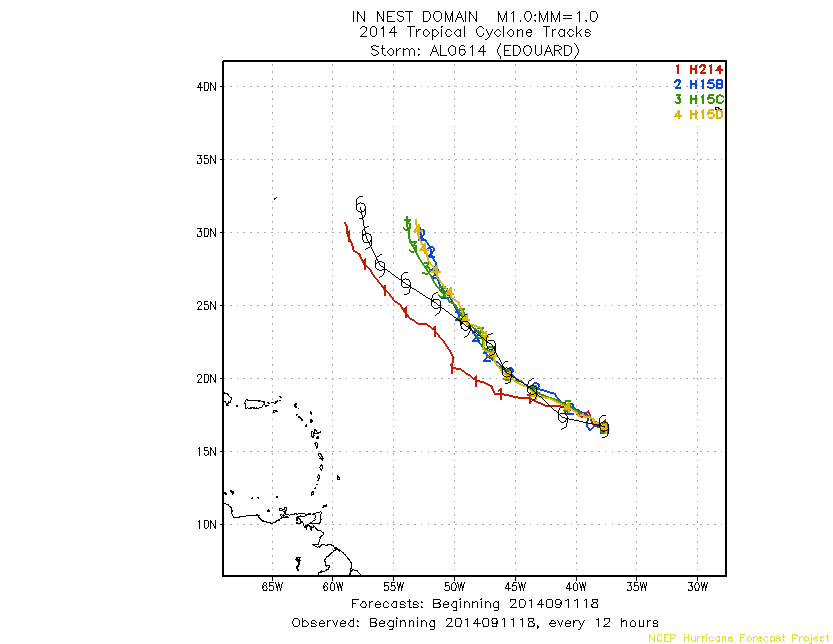 IN NEST DOMAIN M1.0:MM=1.0
2014 Tropical Cyclone Tracks
Storm: AL0614 (EDOUARD)
1 H214
2 H15B
3 H15C
4 H15D
40N
35N
30N
25N
20N
15N
10N
65W 60W 55W 50W 45W 40W 35W 30W
Forecasts: Beginning 2014091118
Observed: Beginning 2014091118, every 12 hours
NCEP Hurricane Forecast Project